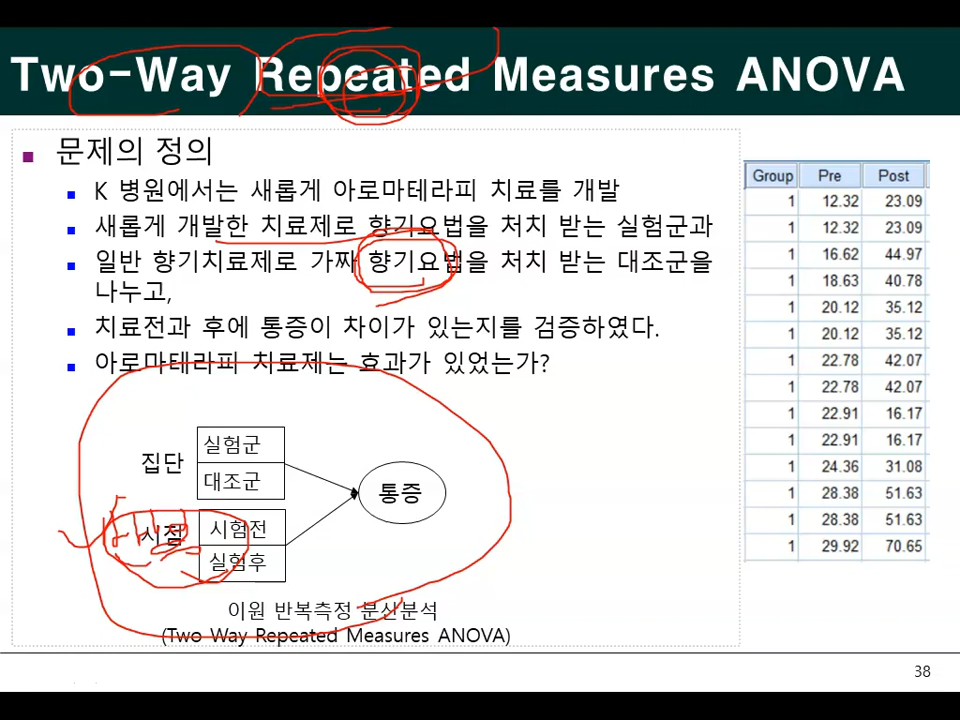 Two-Way Repeated Measures ANOVA
문제의 정의
K 병원에서는 새롭게 아로마테라피 치료를 개발
새롭게 개발한 치료제로 향기요법을 처치 받는 실험군과
일반 향기치료제로 가짜 향기요법을 처치 받는 대조군을
나누고,
치료전과 후에 통증이 차이가 있는지를 검증하였다.
아로마테라피 치료제는 효과가 있었는가?
집단
실험군
대조군
시점
시험전
실험후
통증
이원 반복측정 분산분석
(Two Way Repeated Measures ANOVA)
Group Pre Post
1 12.32 23.09
1 12.32 23.09
1 16.62 44.97
1 18.63 40.78
1 20.12 35.12
1 20.12 35.12
1 22.78 42.07
1 22.78 42.07
1 22.91 16.17
1 22.91 16.17
1 24.36 31.08
1 28.38 51.63
1 28.38 51.63
1 29.92 70.65
38